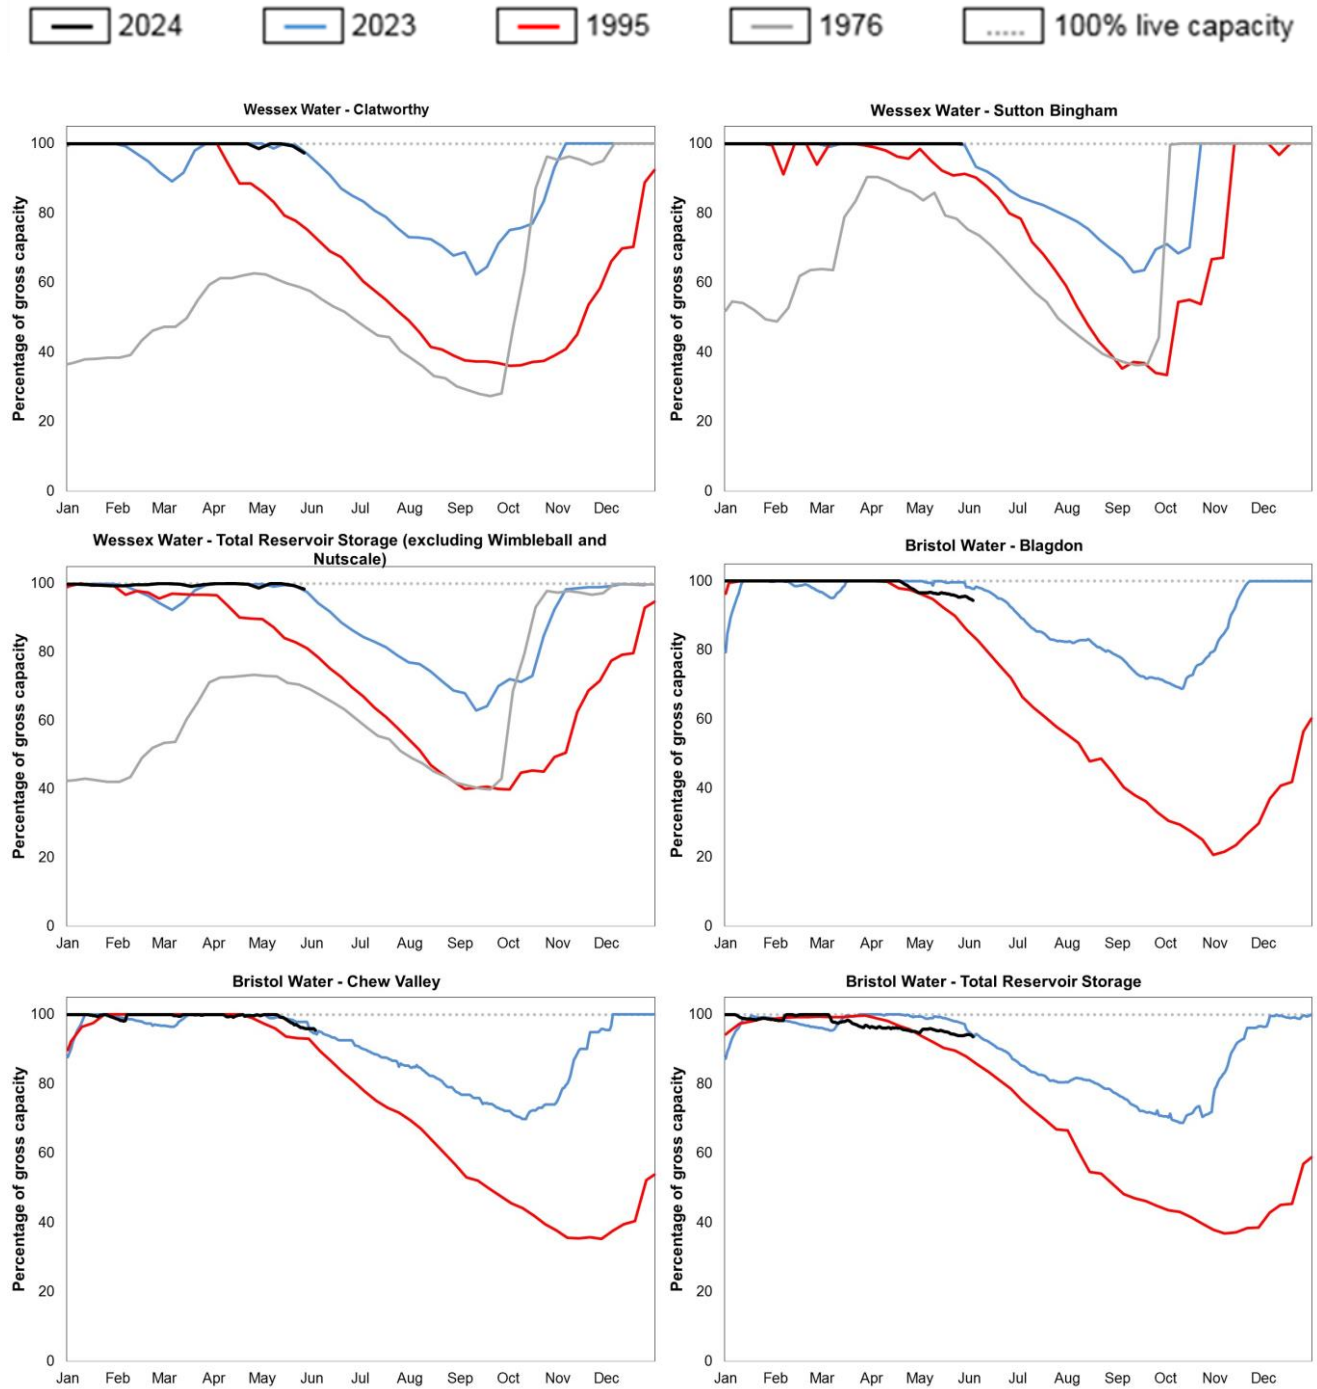 2024 2023 1995 1976 100% live capacity
Wessex Water - Clatworthy
Percentage of gross capacity
100
80
60
40
20
0
Jan Feb Mar Apr May Jun Jul Aug Sep Oct Nov Dec
Wessex Water - Sutton Bingham
Percentage of gross capacity
100
80
60
40
20
0
Jan Feb Mar Apr May Jun Jul Aug Sep Oct Nov Dec
Wessex Water - Total Reservoir Storage (excluding Wimbleball and
Nutscale)
Percentage of gross capacity
100
80
60
40
20
0
Jan Feb Mar Apr May Jun Jul Aug Sep Oct Nov Dec
Bristol Water - Blagdon
Percentage of gross capacity
100
80
60
40
20
0
Jan Feb Mar Apr May Jun Jul Aug Sep Oct Nov Dec
Bristol Water - Chew Valley
Percentage of gross capacity
100
80
60
40
20
0
Jan Feb Mar Apr May Jun Jul Aug Sep Oct Nov Dec
Bristol Water - Total Reservoir Storage
Percentage of gross capacity
100
80
60
40
20
0
Jan Feb Mar Apr May Jun Jul Aug Sep Oct Nov Dec